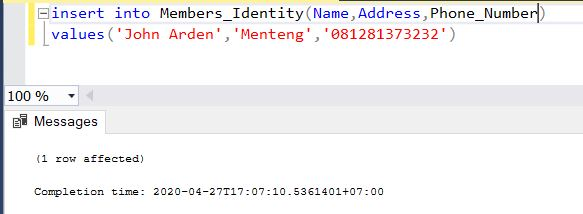 insert into Members_Identity(Name,Address,Phone_Number)
values('John Arden','Menteng','081281373232')
100 %
Messages
(1 row affected)
Completion time: 2020-04-27T17:07:10.5361401+07:00